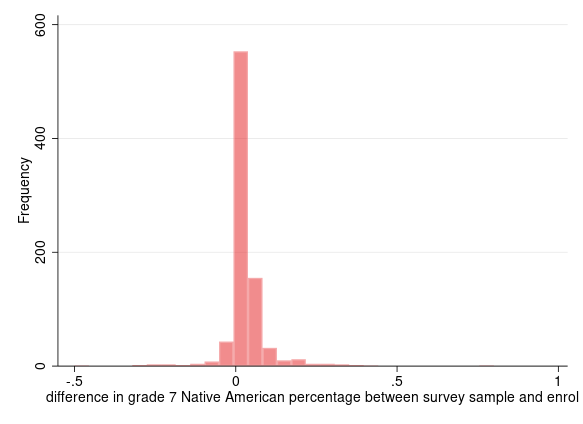 600
400
200
0
Frequency
-.5 0 .5 1
difference in grade 7 Native American percentage between survey sample and enrol